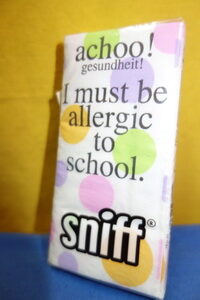 achoo!
gesundheit!
I must be
allergic
to
school.
sniff®